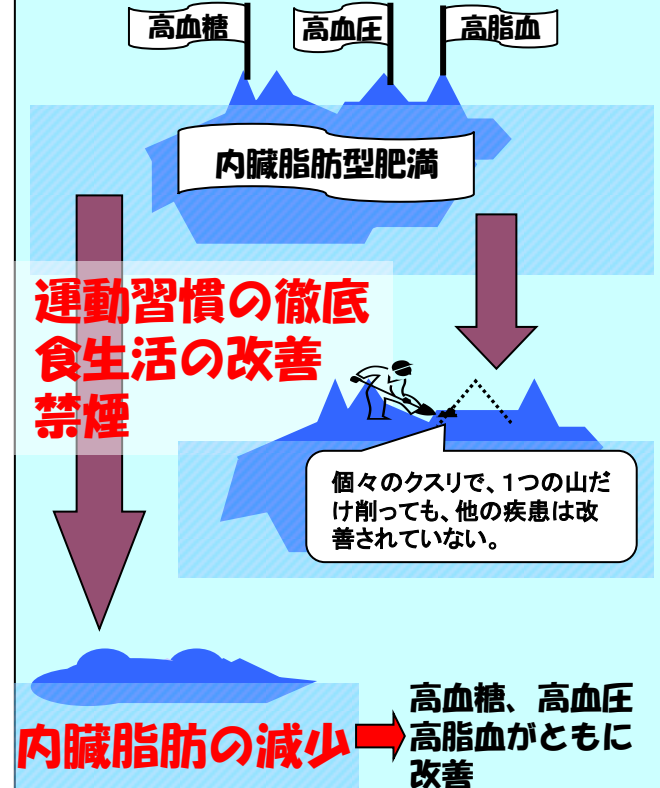 高血糖
高血圧
高脂血
内臓脂肪型肥満
運動習慣の徹底
食生活の改善
禁煙
個々のクスリで、１つの山だ
け削っても、他の疾患は改
善されていない。
内臓脂肪の減少
高血糖、高血圧
高脂血がともに
改善